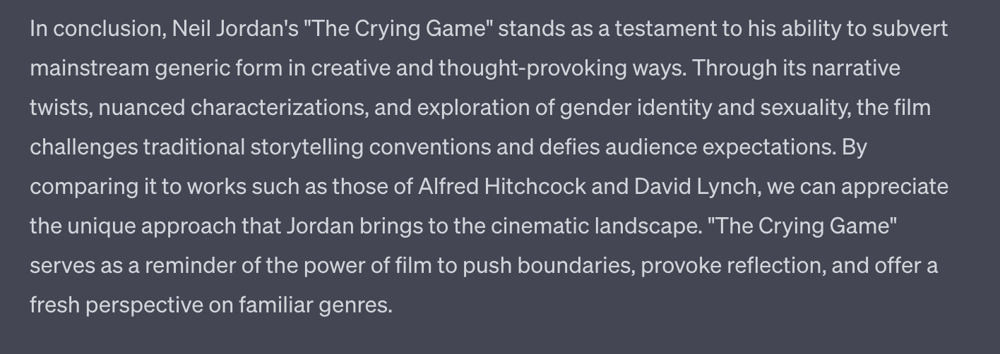 In conclusion, Neil Jordan's "The Crying Game" stands as a testament to his ability to subvert
mainstream generic form in creative and thought-provoking ways. Through its narrative
twists, nuanced characterizations, and exploration of gender identity and sexuality, the film
challenges traditional storytelling conventions and defies audience expectations. By
comparing it to works such as those of Alfred Hitchcock and David Lynch, we can appreciate
the unique approach that Jordan brings to the cinematic landscape. "The Crying Game"
serves as a reminder of the power of film to push boundaries, provoke reflection, and offer a
fresh perspective on familiar genres.